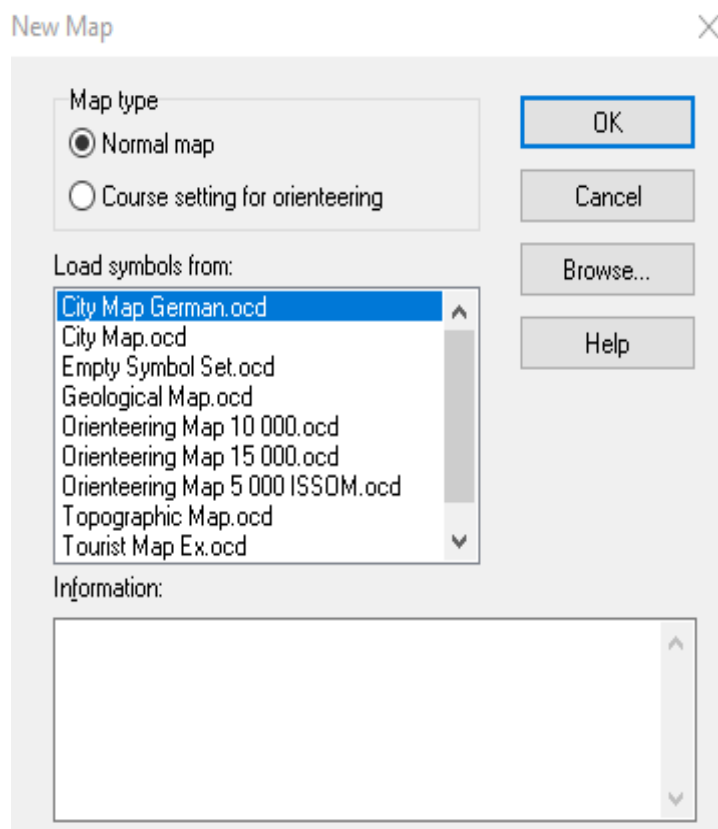 New Map
Map type
Normal map
Course setting for orienteering
OK
Cancel
Browse...
Help
Load symbols from:
City Map German.ocd
City Map.ocd
Empty Symbol Set.ocd
Geological Map.ocd
Orienteering Map 10 000.ocd
Orienteering Map 15 000.ocd
Orienteering Map 5 000 ISSOM.ocd
Topographic Map.ocd
Tourist Map Ex.ocd
Information: